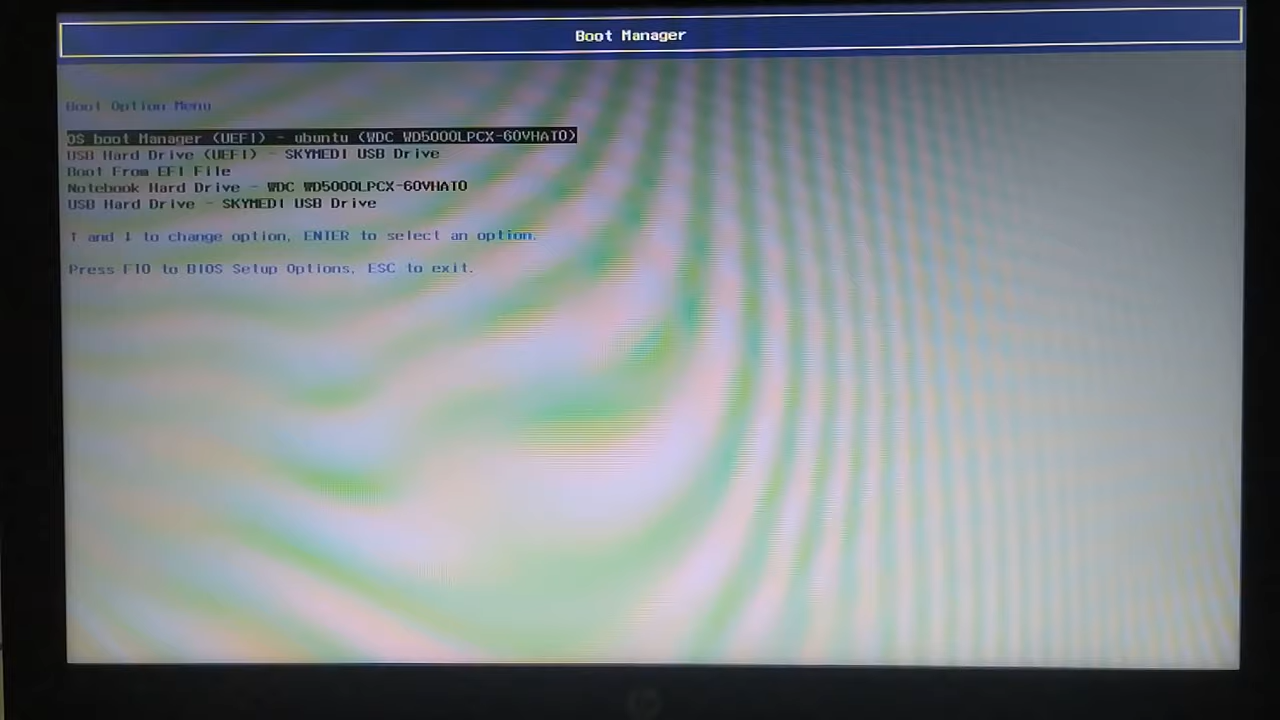 Boot Manager
Boot Option Menu
OS boot Manager (UEFI) - ubuntu (WDC WD5000LPCX-60VHAT0)
USB Hard Drive (UEFI) - SKYMEDI USB Drive
Boot From EFI File
Notebook Hard Drive - WDC WD5000LPCX-60VHAT0
USB Hard Drive - SKYMEDI USB Drive
↑ and ↓ to change option, ENTER to select an option.
Press F10 to BIOS Setup Options, ESC to exit.